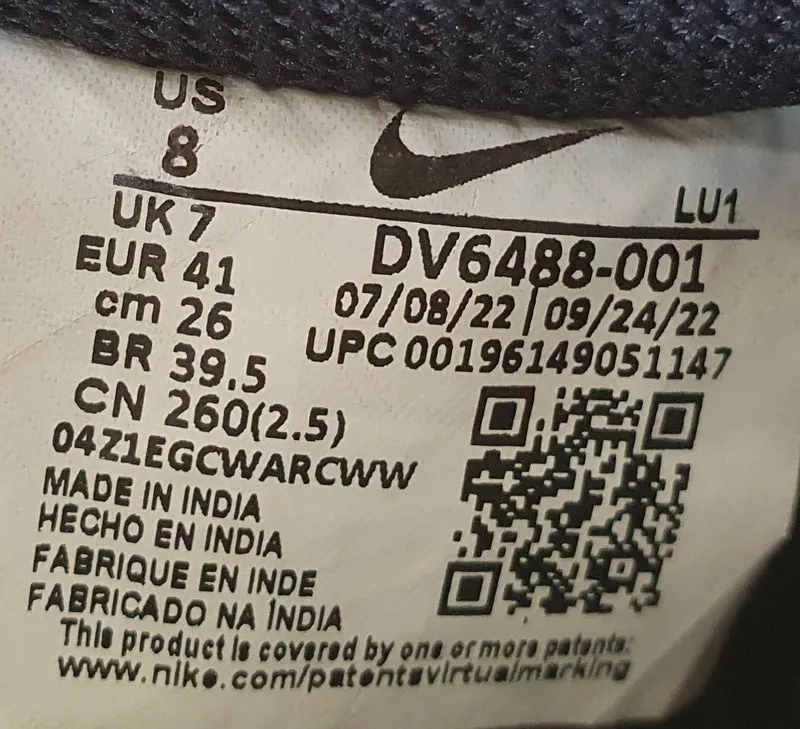 US
8
LU1
UK 7
DV6488-001
EUR 41
07/08/22 | 09/24/22
cm 26
UPC 00196149051147
BR 39.5
CN 260(2.5)
04Z1EGCWARCWW
MADE IN INDIA
HECHO EN INDIA
FABRIQUE EN INDE
FABRICADO NA ÍNDIA
This product is covered by one or more patents:
www.nike.com/patentsvirtualmarking